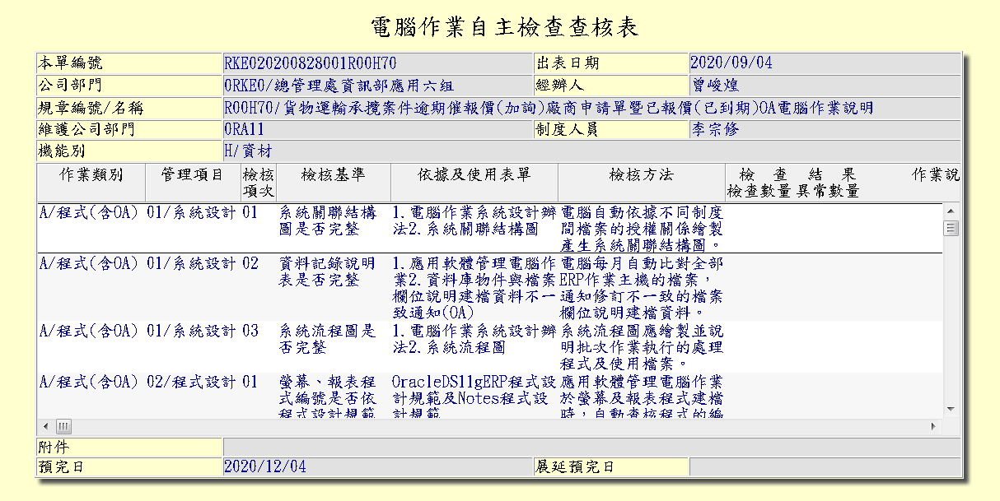 電腦作業自主檢查查核表
本單編號 RKE020200828001R00H70 出表日期 2020/09/04
公司部門 0RKE0/總管理處資訊部應用六組 經辦人 曾峻煌
規章編號/名稱 R00H70/貨物運輸承攬案件逾期催報價(加詢)廠商申請單暨已報價(已到期)OA電腦作業說明
維護公司部門 0RA11 制度人員 李宗修
機能別 H/資材
作業類別 管理項目 檢核 檢核基準 依據及使用表單 檢核方法 檢 查 結 果 作業說
項次 檢查數量 異常數量
A/程式(含OA) 01/系統設計 01 系統關聯結構 1.電腦作業系統設計辦 電腦自動依據不同制度
圖是否完整 法2.系統關聯結構圖 間檔案的授權關係繪製
產生系統關聯結構圖。
A/程式(含OA) 01/系統設計 02 資料記錄說明 1.應用軟體管理電腦作 電腦每月自動比對全部
表是否完整 業2.資料庫物件與檔案 ERP作業主機的檔案，
欄位說明建檔資料不一 通知修訂不一致的檔案
致通知(OA) 欄位說明建檔資料。
A/程式(含OA) 01/系統設計 03 系統流程圖是 1.電腦作業系統設計辦 系統流程圖應繪製並說
否完整 法2.系統流程圖 明批次作業執行的處理
程式及使用檔案。
A/程式(含OA) 02/程式設計 01 螢幕、報表程 OracleDS11gERP程式設 應用軟體管理電腦作業
式編號是否依 計規範及Notes程式設 於螢幕及報表程式建檔
程式設計規範 計規範 時，自動查核程式的編
附件
預完日 2020/12/04 展延預完日